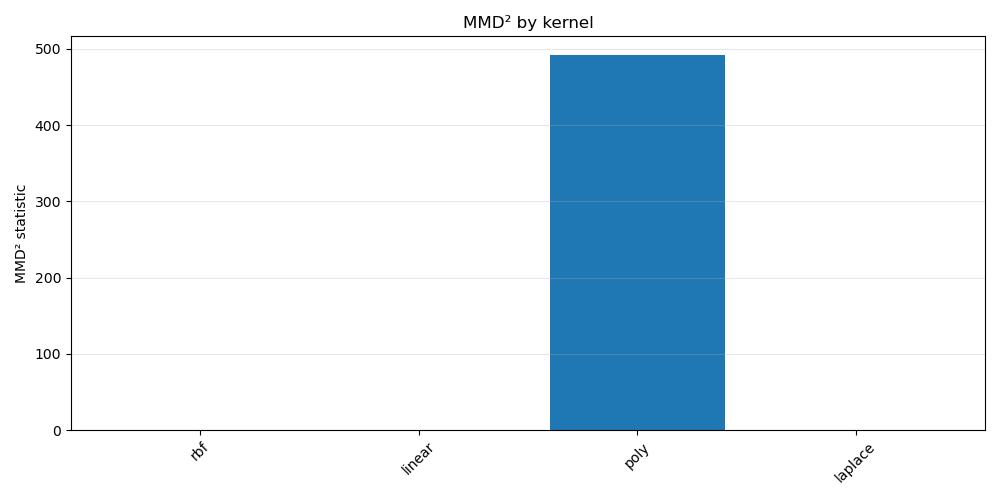 MMD² by kernel
MMD² statistic
500
400
300
200
100
0
rbf
linear
poly
laplace